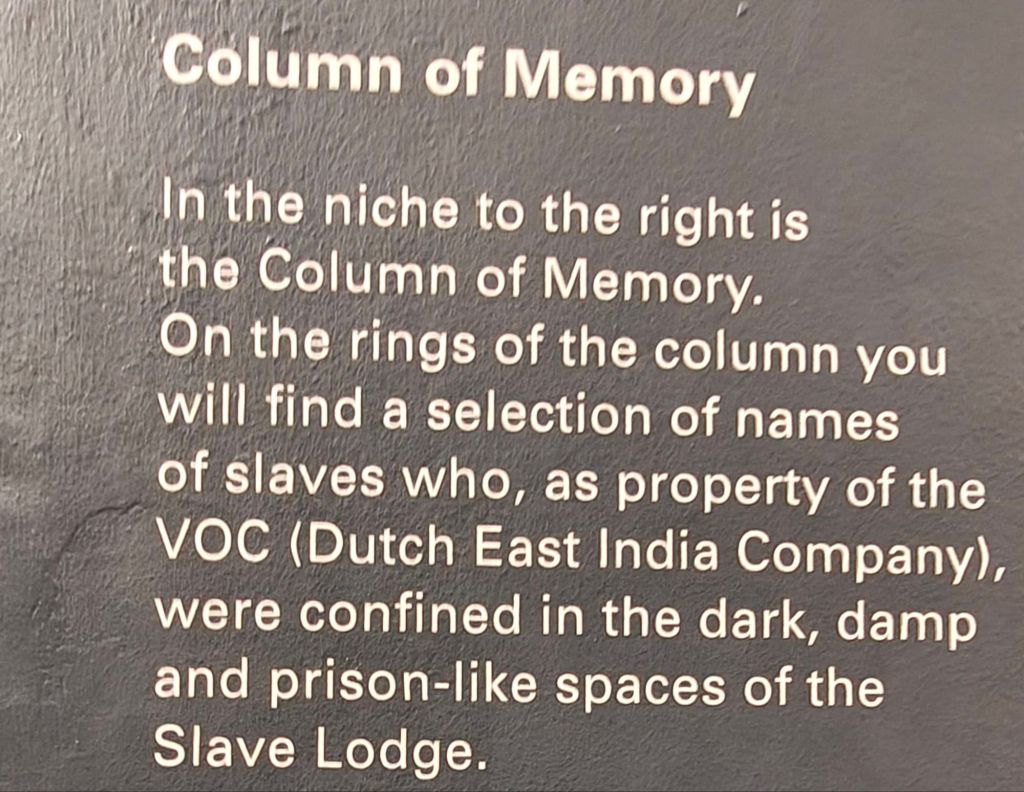 Column of Memory
In the niche to the right is
the Column of Memory.
On the rings of the column you
will find a selection of names
of slaves who, as property of the
VOC (Dutch East India Company),
were confined in the dark, damp
and prison-like spaces of the
Slave Lodge.